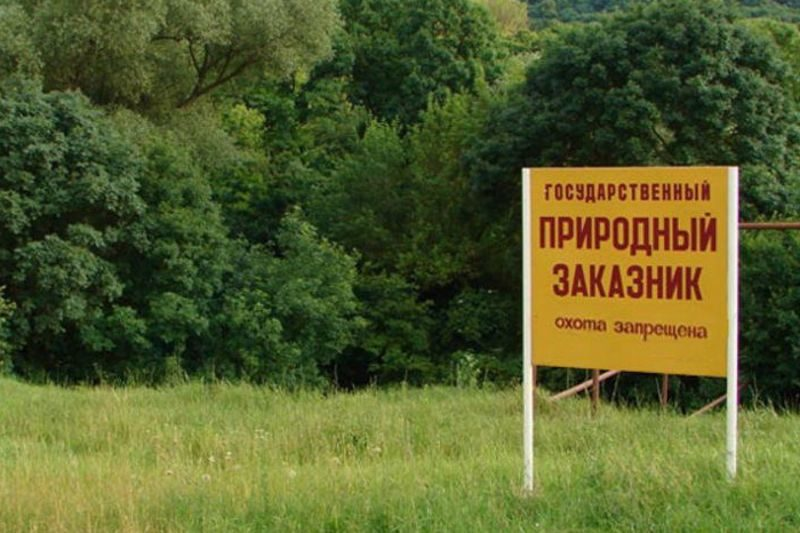 ГОСУДАРСТВЕННЫЙ
ПРИРОДНЫЙ
ЗАКАЗНИК
охота запрещена